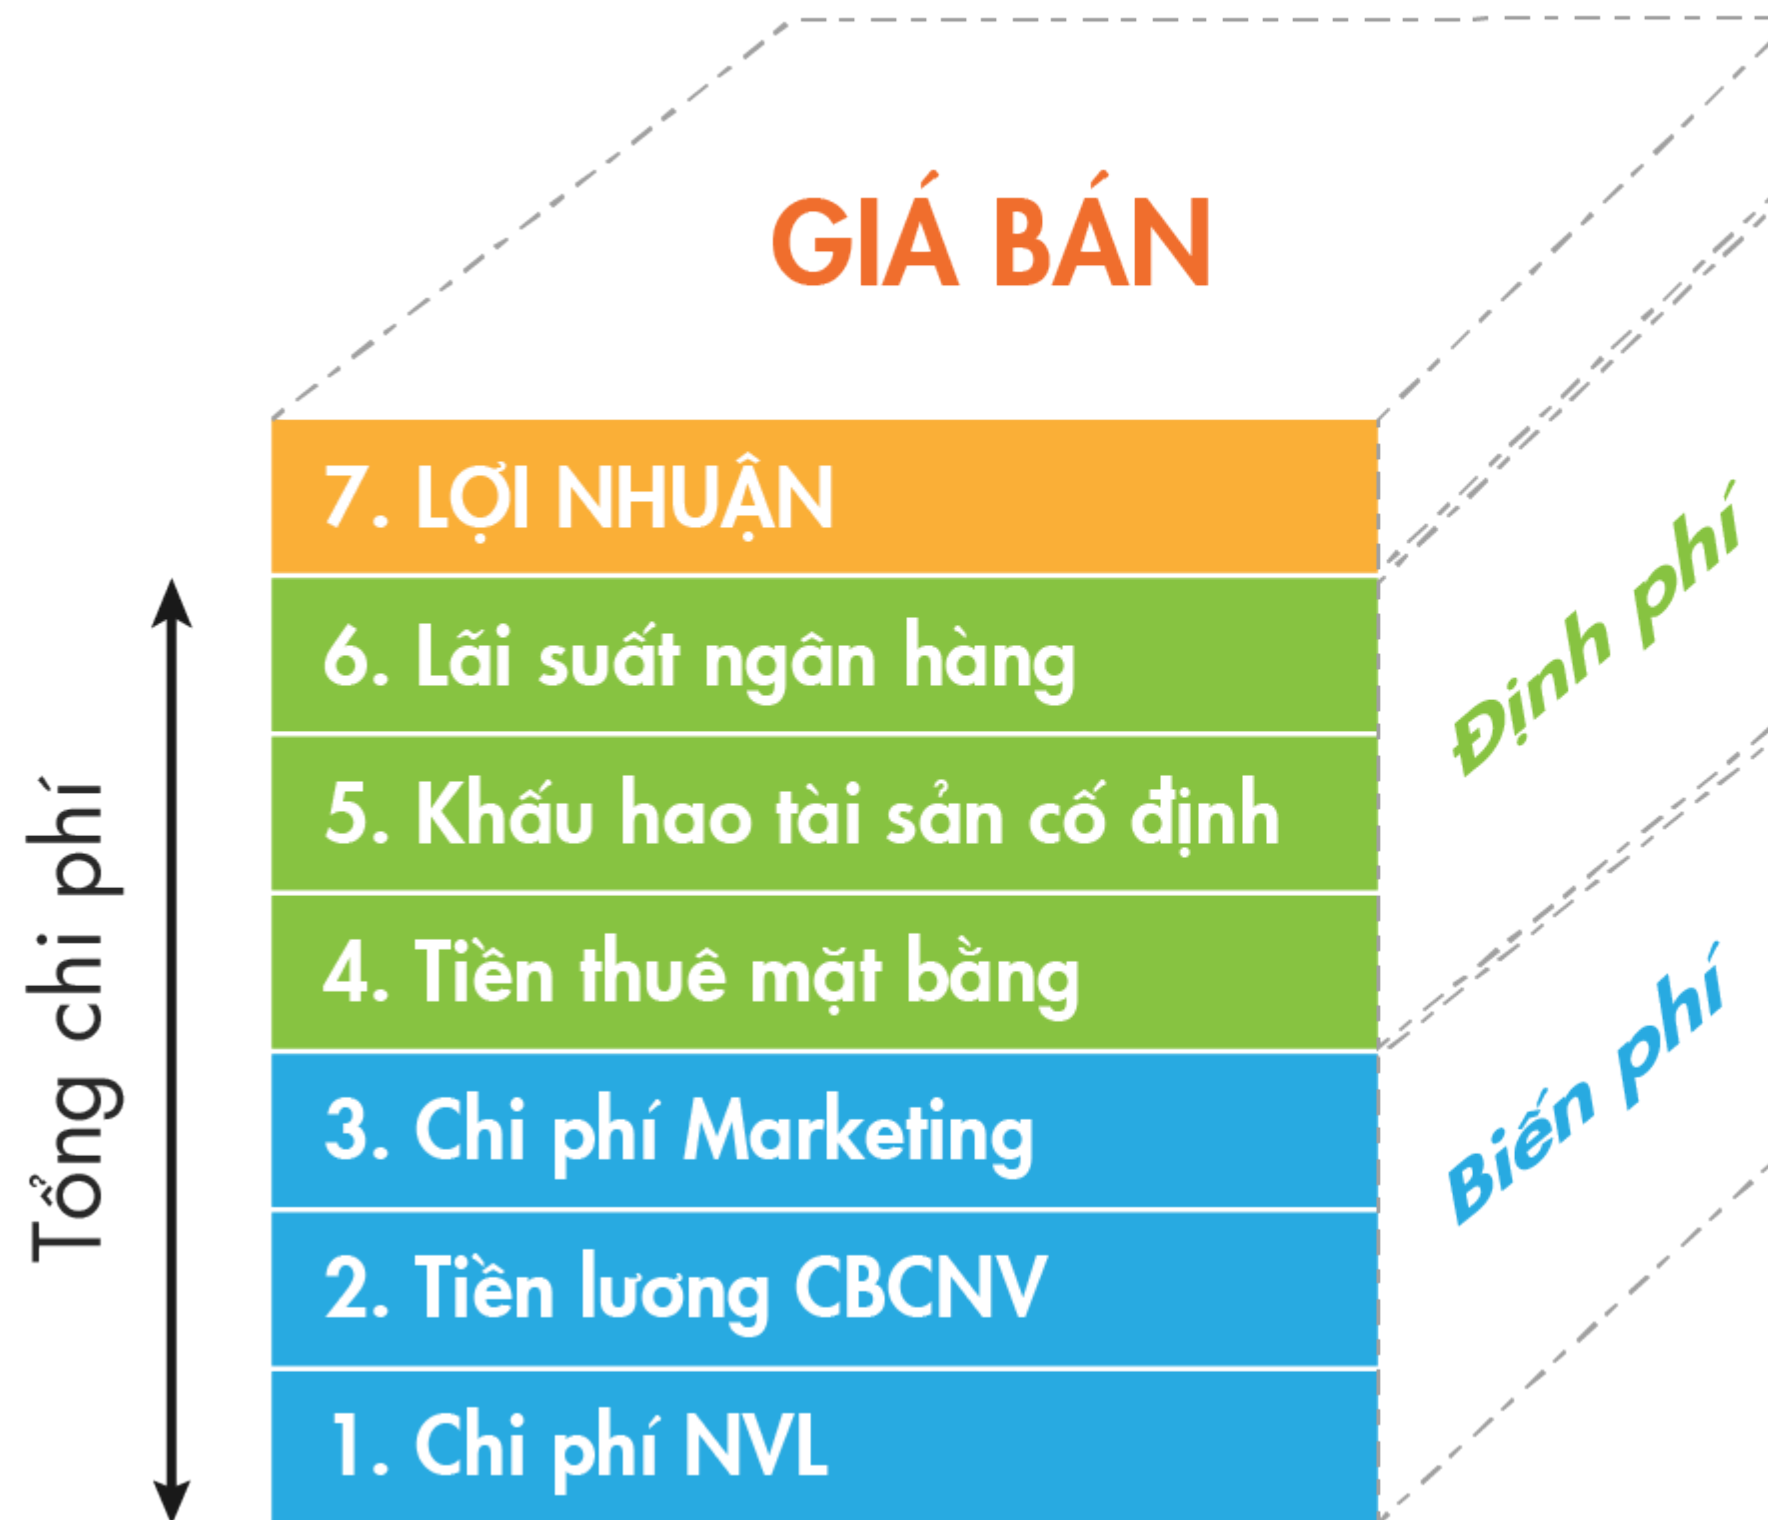 GIÁ BÁN
7. LỢI NHUẬN
6. Lãi suất ngân hàng
5. Khấu hao tài sản cố định
4. Tiền thuê mặt bằng
3. Chi phí Marketing
2. Tiền lương CBCNV
1. Chi phí NVL
Tổng chi phí
Định phí
Biến phí